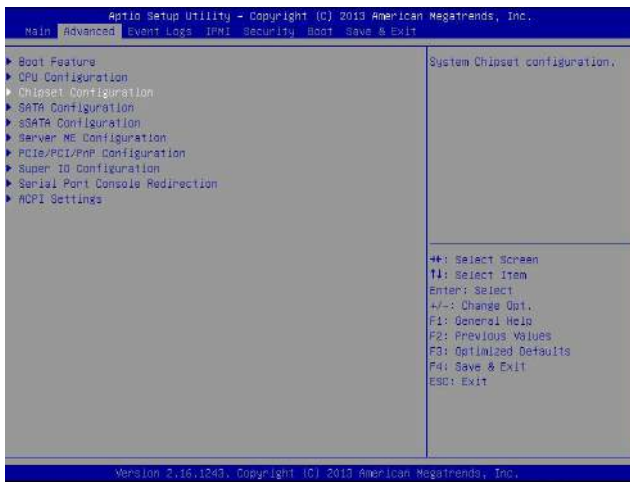 Aptio Setup Utility – Copyright (C) 2013 American Megatrends, Inc.
Main Advanced Event Logs IPMI Security Boot Save & Exit
Boot Feature
CPU Configuration
Chipset Configuration
SATA Configuration
sSATA Configuration
Server ME Configuration
PCIe/PCI/PnP Configuration
Super IO Configuration
Serial Port Console Redirection
ACPI Settings
System Chipset configuration.
→←: Select Screen
↑↓: Select Item
Enter: Select
+/-: Change Opt.
F1: General Help
F2: Previous Values
F3: Optimized Defaults
F4: Save & Exit
ESC: Exit
Version 2.16.1243. Copyright (C) 2013 American Megatrends, Inc.